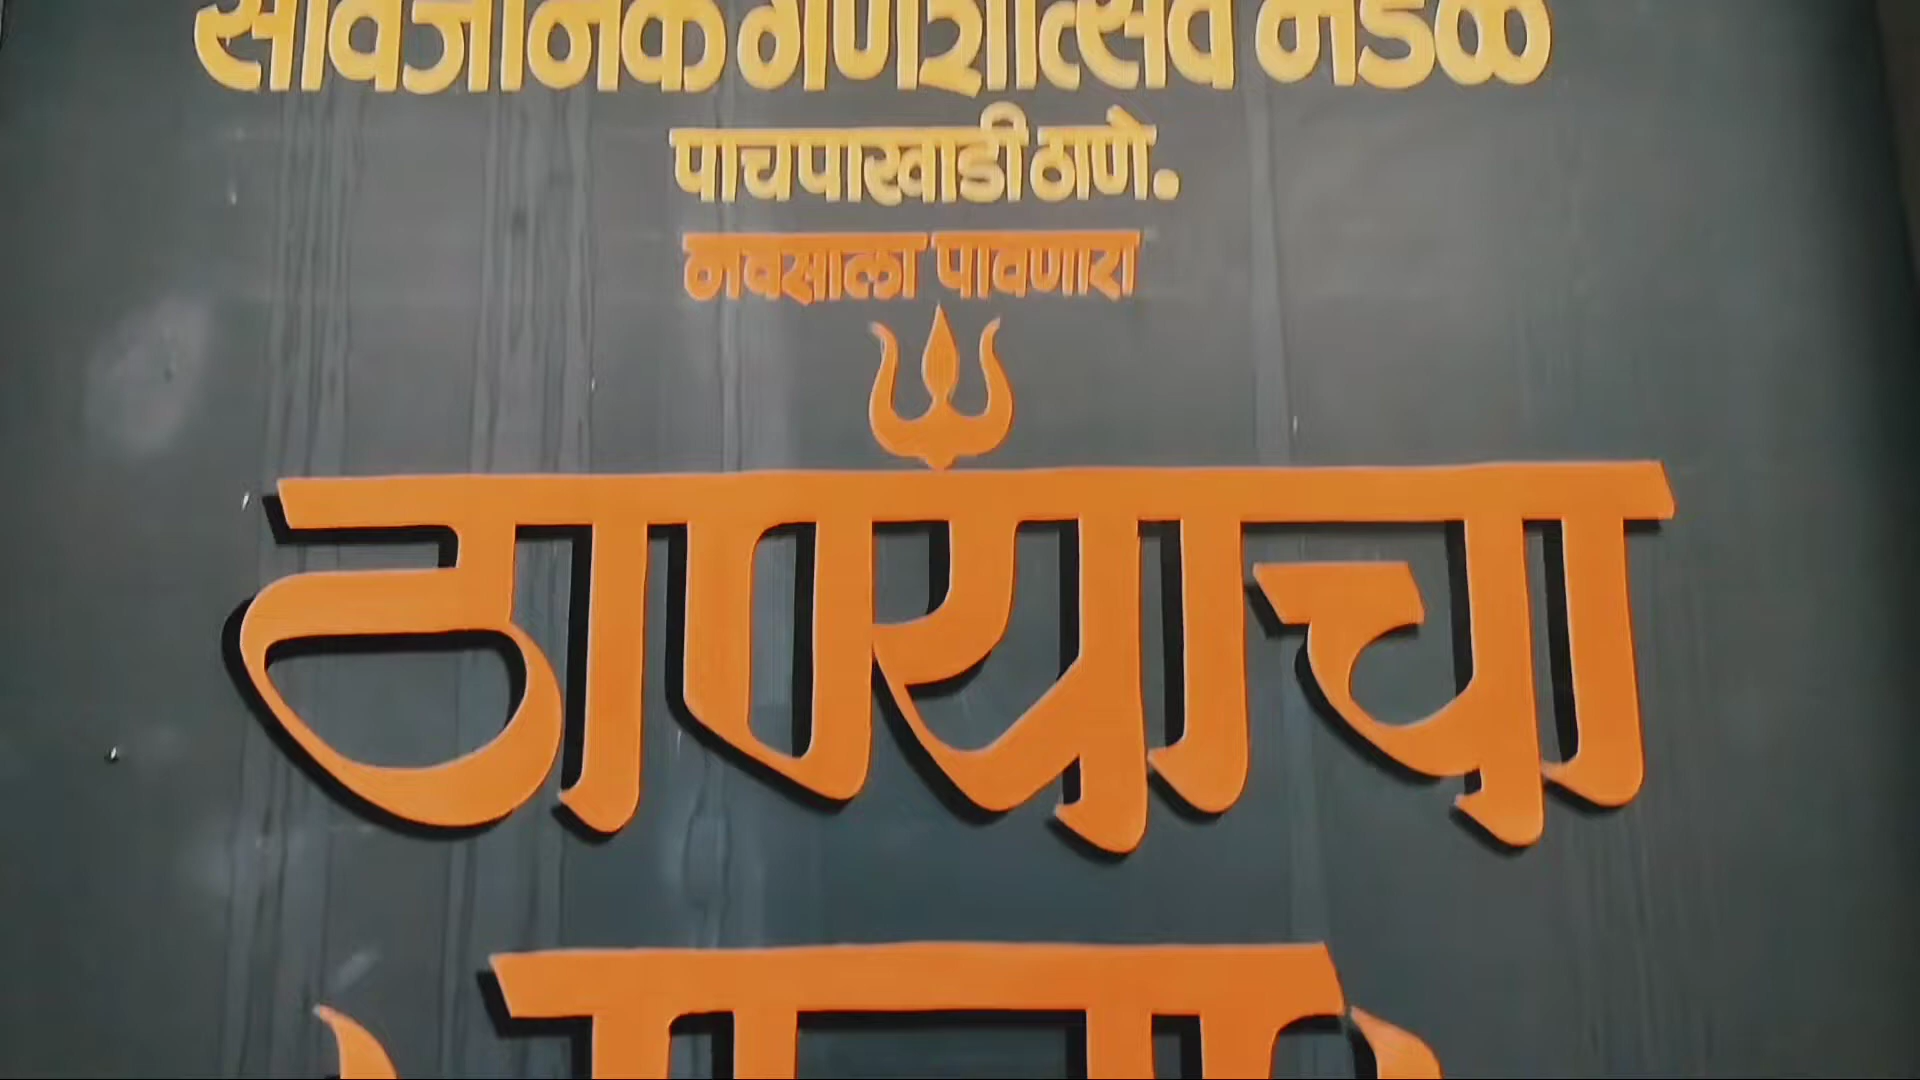 सार्वजनिक गणेशोत्सव मंडळ
पाचपाखाडी ठाणे.
नवसाला पावणारा
ठाण्याचा